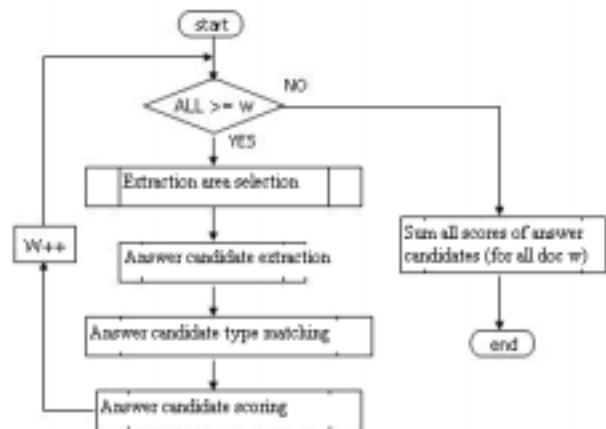 start
NO
ALL >= w
YES
Extraction area selection
W++
Answer candidate extraction
Sum all scores of answer
candidates (for all doc w)
Answer candidate type matching
end
Answer candidate scoring